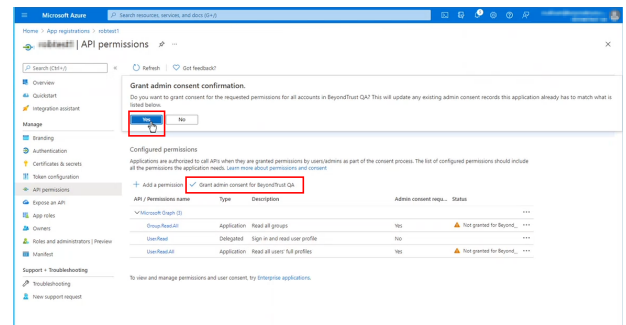 Microsoft Azure
Search resources, services, and docs (G+/)
Home > App registrations > robtest1
| API permissions
Search (Ctrl+/)
Refresh
Got feedback?
Overview
Quickstart
Integration assistant
Manage
Branding
Authentication
Certificates & secrets
Token configuration
API permissions
Expose an API
App roles
Owners
Roles and administrators | Preview
Manifest
Support + Troubleshooting
Troubleshooting
New support request
Grant admin consent confirmation.
Do you want to grant consent for the requested permissions for all accounts in BeyondTrust QA? This will update any existing admin consent records this application already has to match what is
listed below.
Yes
No
Configured permissions
Applications are authorized to call APIs when they are granted permissions by users/admins as part of the consent process. The list of configured permissions should include
all the permissions the application needs. Learn more about permissions and consent
Add a permission
Grant admin consent for BeyondTrust QA
API / Permissions name Type Description Admin consent requ... Status
Microsoft Graph (3)
Group.Read.All Application Read all groups Yes Not granted for Beyond...
User.Read Delegated Sign in and read user profile No
User.Read.All Application Read all users' full profiles Yes Not granted for Beyond...
To view and manage permissions and user consent, try Enterprise applications.